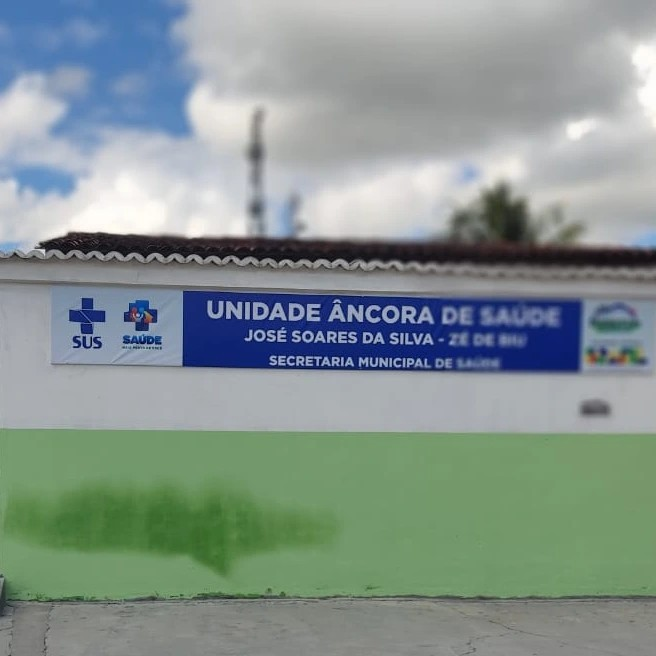 SUS
SAÚDE
UNIDADE ÂNCORA DE SAÚDE
JOSÉ SOARES DA SILVA - ZÉ DE BIU
SECRETARIA MUNICIPAL DE SAÚDE